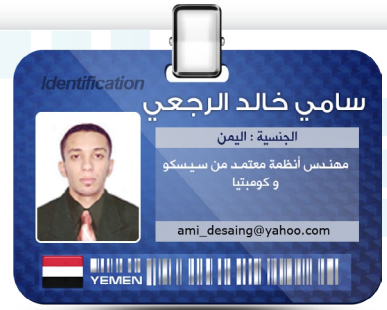 Identification
سامي خالد الرجعي
الجنسية : اليمن
مهندس أنظمة معتمد من سيسكو
و كومبتيا
ami_desaing@yahoo.com
YEMEN